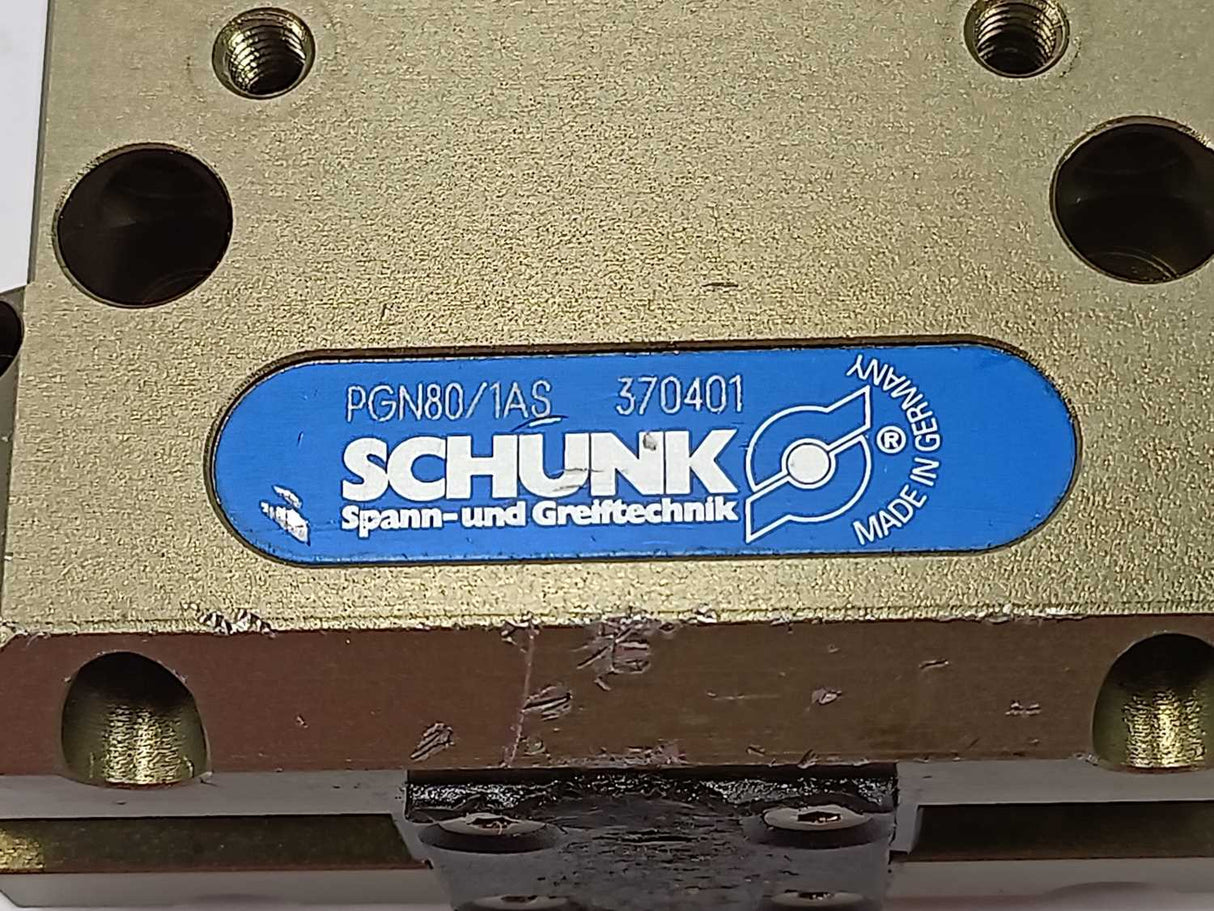 PGN80/1AS 370401
SCHUNK
Spann-und Greiftechnik
®
MADE IN GERMANY